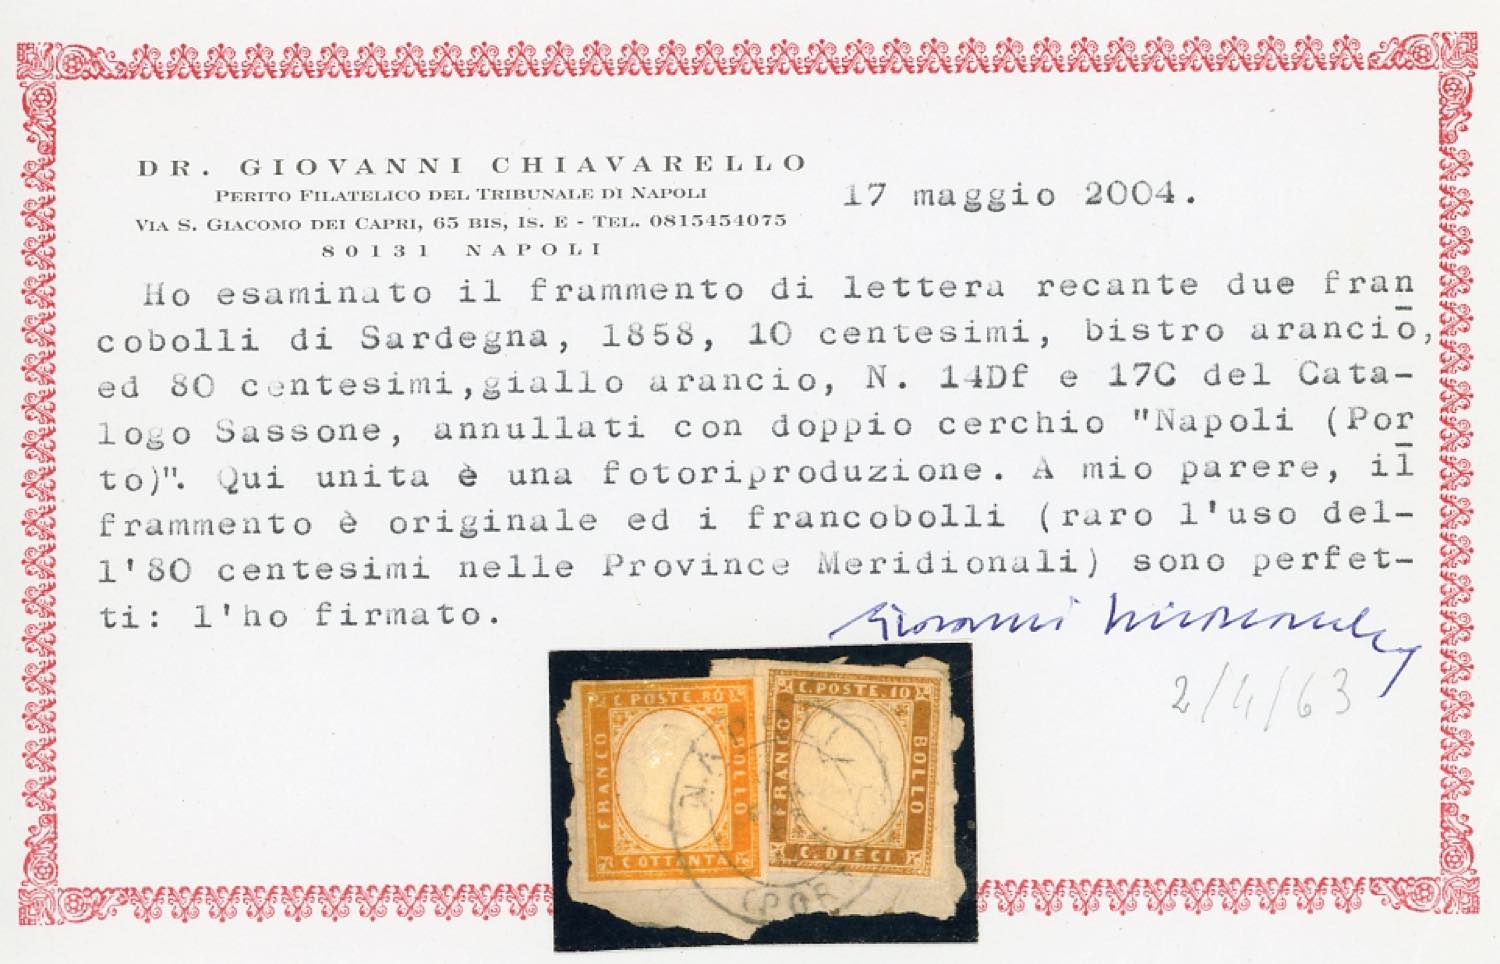 DR. GIOVANNI CHIAVARELLO
PERITO FILATELICO DEL TRIBUNALE DI NAPOLI
VIA S. GIACOMO DEI CAPRI, 65 BIS, IS. E - TEL. 0815454075
80131 NAPOLI
17 maggio 2004.
Ho esaminato il frammento di lettera recante due fran
cobolli di Sardegna, 1858, 10 centesimi, bistro arancio,
ed 80 centesimi,giallo arancio, N. 14Df e 17C del Cata-
logo Sassone, annullati con doppio cerchio "Napoli (Por
to)". Qui unita è una fotoriproduzione. A mio parere, il
frammento è originale ed i francobolli (raro l'uso del-
l'80 centesimi nelle Province Meridionali) sono perfet-
ti: l'ho firmato.
Giovanni
2/4/63
C. POSTE. 80
FRANCO
BOLLO
C. OTTANTA
C. POSTE. 10
FRANCO
BOLLO
C. DIECI
NAPOLI
(POR